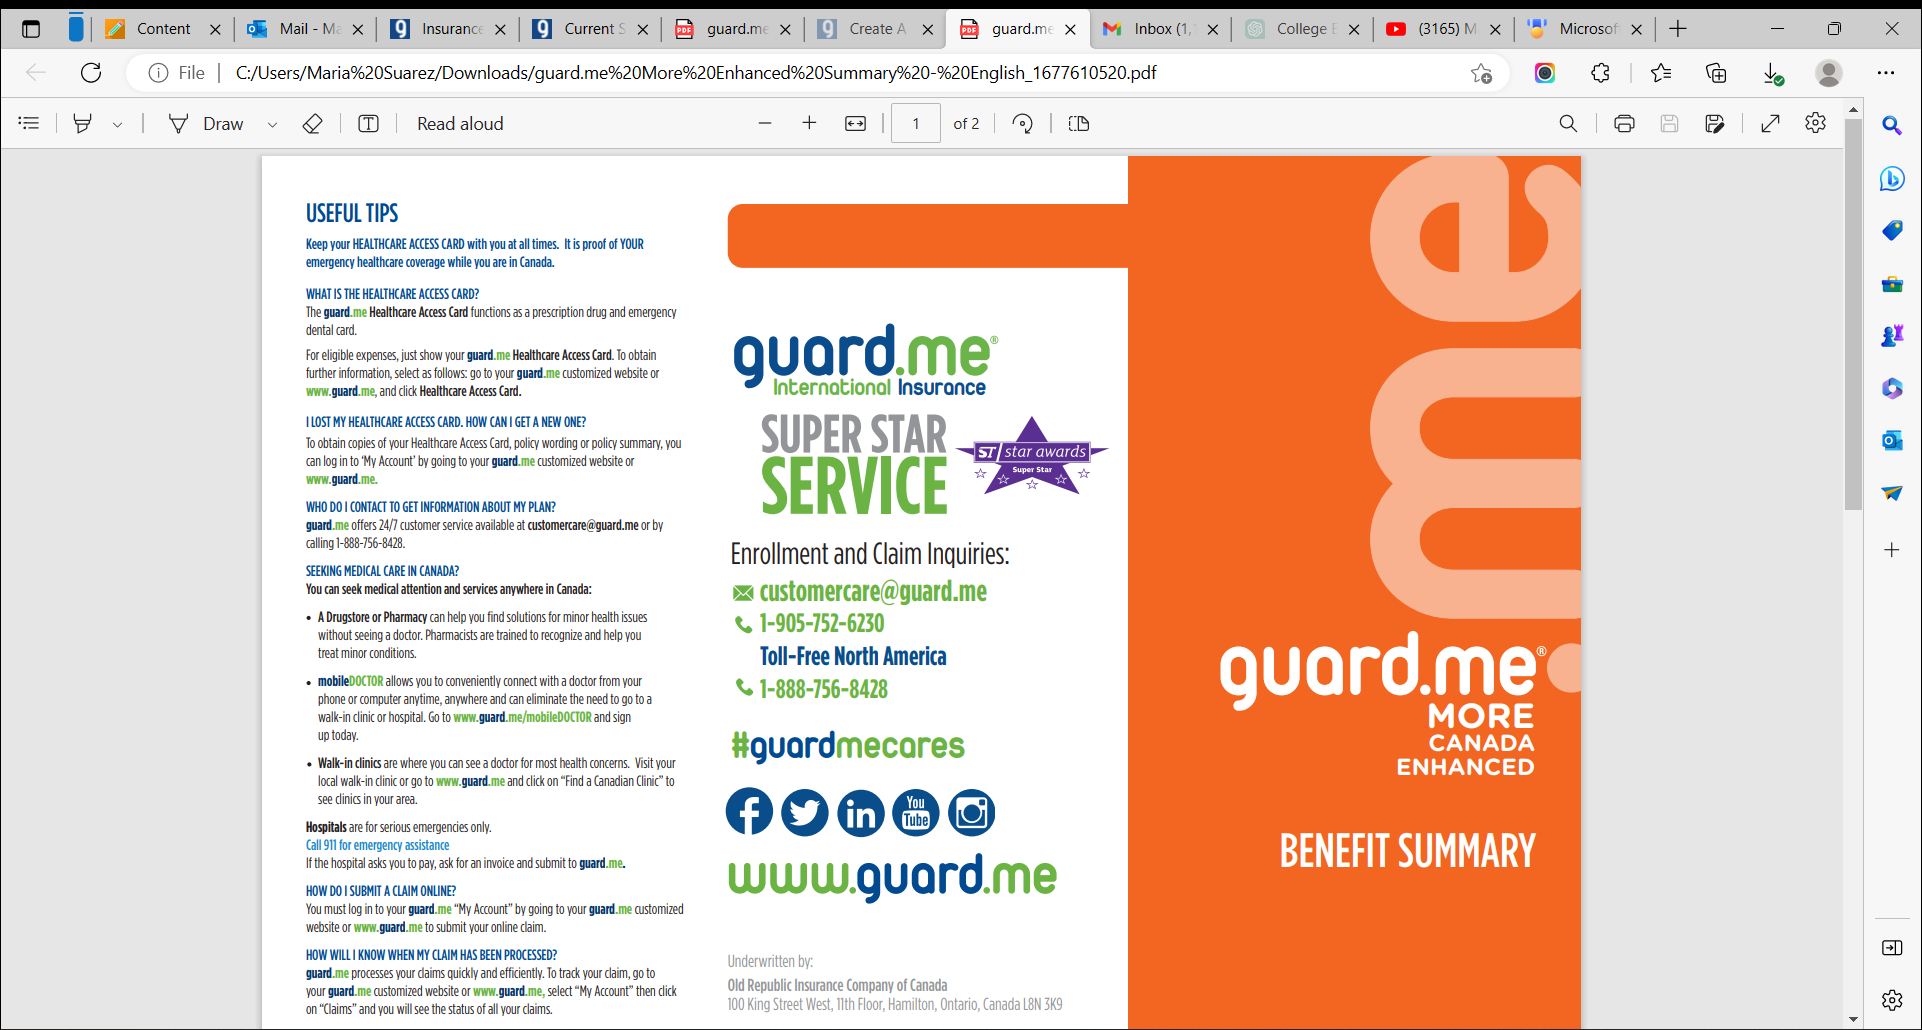 Content
Mail - Ma
Insurance
Current S
guard.me
Create A
guard.me
Inbox (1,
College E
(3165) M
Microsof
File
C:/Users/Maria%20Suarez/Downloads/guard.me%20More%20Enhanced%20Summary%20-%20English_1677610520.pdf
Draw
Read aloud
1
of 2
USEFUL TIPS
Keep your HEALTHCARE ACCESS CARD with you at all times. It is proof of YOUR
emergency healthcare coverage while you are in Canada.
WHAT IS THE HEALTHCARE ACCESS CARD?
The guard.me Healthcare Access Card functions as a prescription drug and emergency
dental card.
For eligible expenses, just show your guard.me Healthcare Access Card. To obtain
further information, select as follows: go to your guard.me customized website or
www.guard.me, and click Healthcare Access Card.
I LOST MY HEALTHCARE ACCESS CARD. HOW CAN I GET A NEW ONE?
To obtain copies of your Healthcare Access Card, policy wording or policy summary, you
can log in to ‘My Account’ by going to your guard.me customized website or
www.guard.me.
WHO DO I CONTACT TO GET INFORMATION ABOUT MY PLAN?
guard.me offers 24/7 customer service available at customercare@guard.me or by
calling 1-888-756-8428.
SEEKING MEDICAL CARE IN CANADA?
You can seek medical attention and services anywhere in Canada:
• A Drugstore or Pharmacy can help you find solutions for minor health issues
without seeing a doctor. Pharmacists are trained to recognize and help you
treat minor conditions.
• mobileDOCTOR allows you to conveniently connect with a doctor from your
phone or computer anytime, anywhere and can eliminate the need to go to a
walk-in clinic or hospital. Go to www.guard.me/mobileDOCTOR and sign
up today.
• Walk-in clinics are where you can see a doctor for most health concerns. Visit your
local walk-in clinic or go to www.guard.me and click on “Find a Canadian Clinic” to
see clinics in your area.
Hospitals are for serious emergencies only.
Call 911 for emergency assistance
If the hospital asks you to pay, ask for an invoice and submit to guard.me.
HOW DO I SUBMIT A CLAIM ONLINE?
You must log in to your guard.me “My Account” by going to your guard.me customized
website or www.guard.me to submit your online claim.
HOW WILL I KNOW WHEN MY CLAIM HAS BEEN PROCESSED?
guard.me processes your claims quickly and efficiently. To track your claim, go to
your guard.me customized website or www.guard.me, select “My Account” then click
on “Claims” and you will see the status of all your claims.
guard.me®
International Insurance
SUPER STAR
SERVICE
ST star awards
Super Star
Enrollment and Claim Inquiries:
customercare@guard.me
1-905-752-6230
Toll-Free North America
1-888-756-8428
#guardmecares
You
Tube
www.guard.me
Underwritten by:
Old Republic Insurance Company of Canada
100 King Street West, 11th Floor, Hamilton, Ontario, Canada L8N 3K9
.me
guard.me®
MORE
CANADA
ENHANCED
BENEFIT SUMMARY